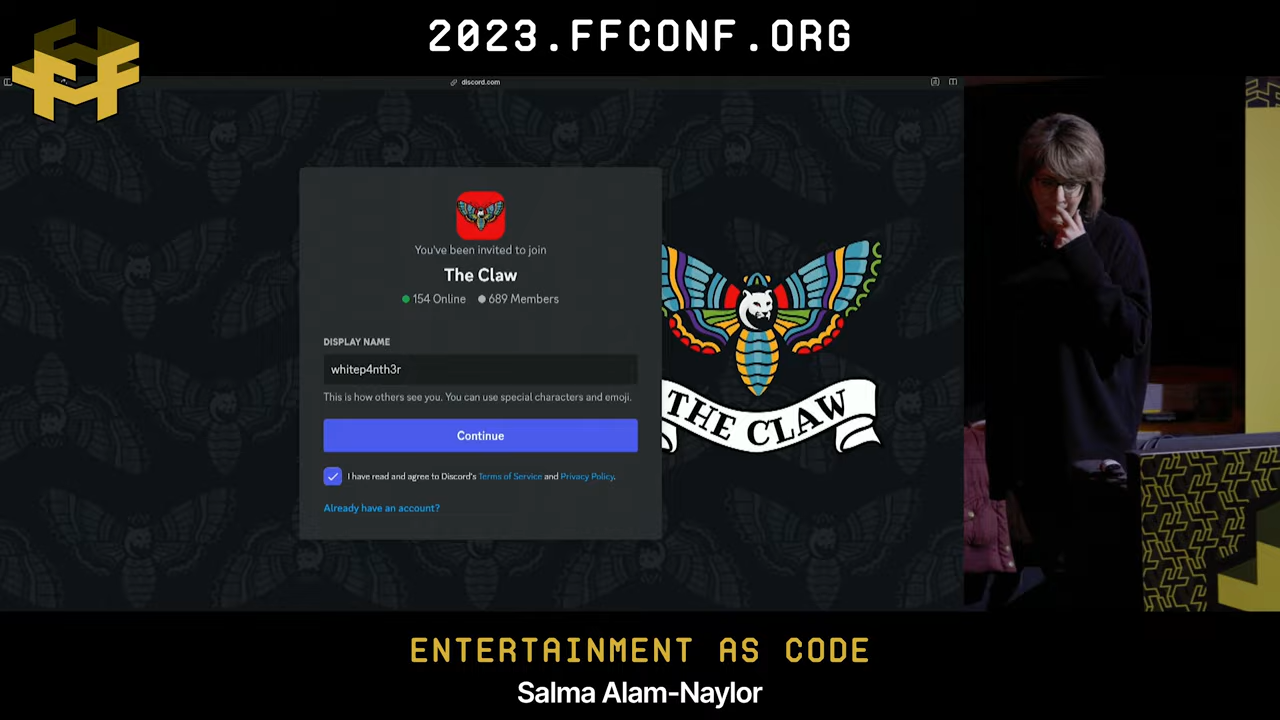 2023.FFCONF.ORG
discord.com
You've been invited to join
The Claw
154 Online 689 Members
DISPLAY NAME
whitep4nth3r
This is how others see you. You can use special characters and emoji.
Continue
I have read and agree to Discord's Terms of Service and Privacy Policy.
Already have an account?
THE CLAW
ENTERTAINMENT AS CODE
Salma Alam-Naylor